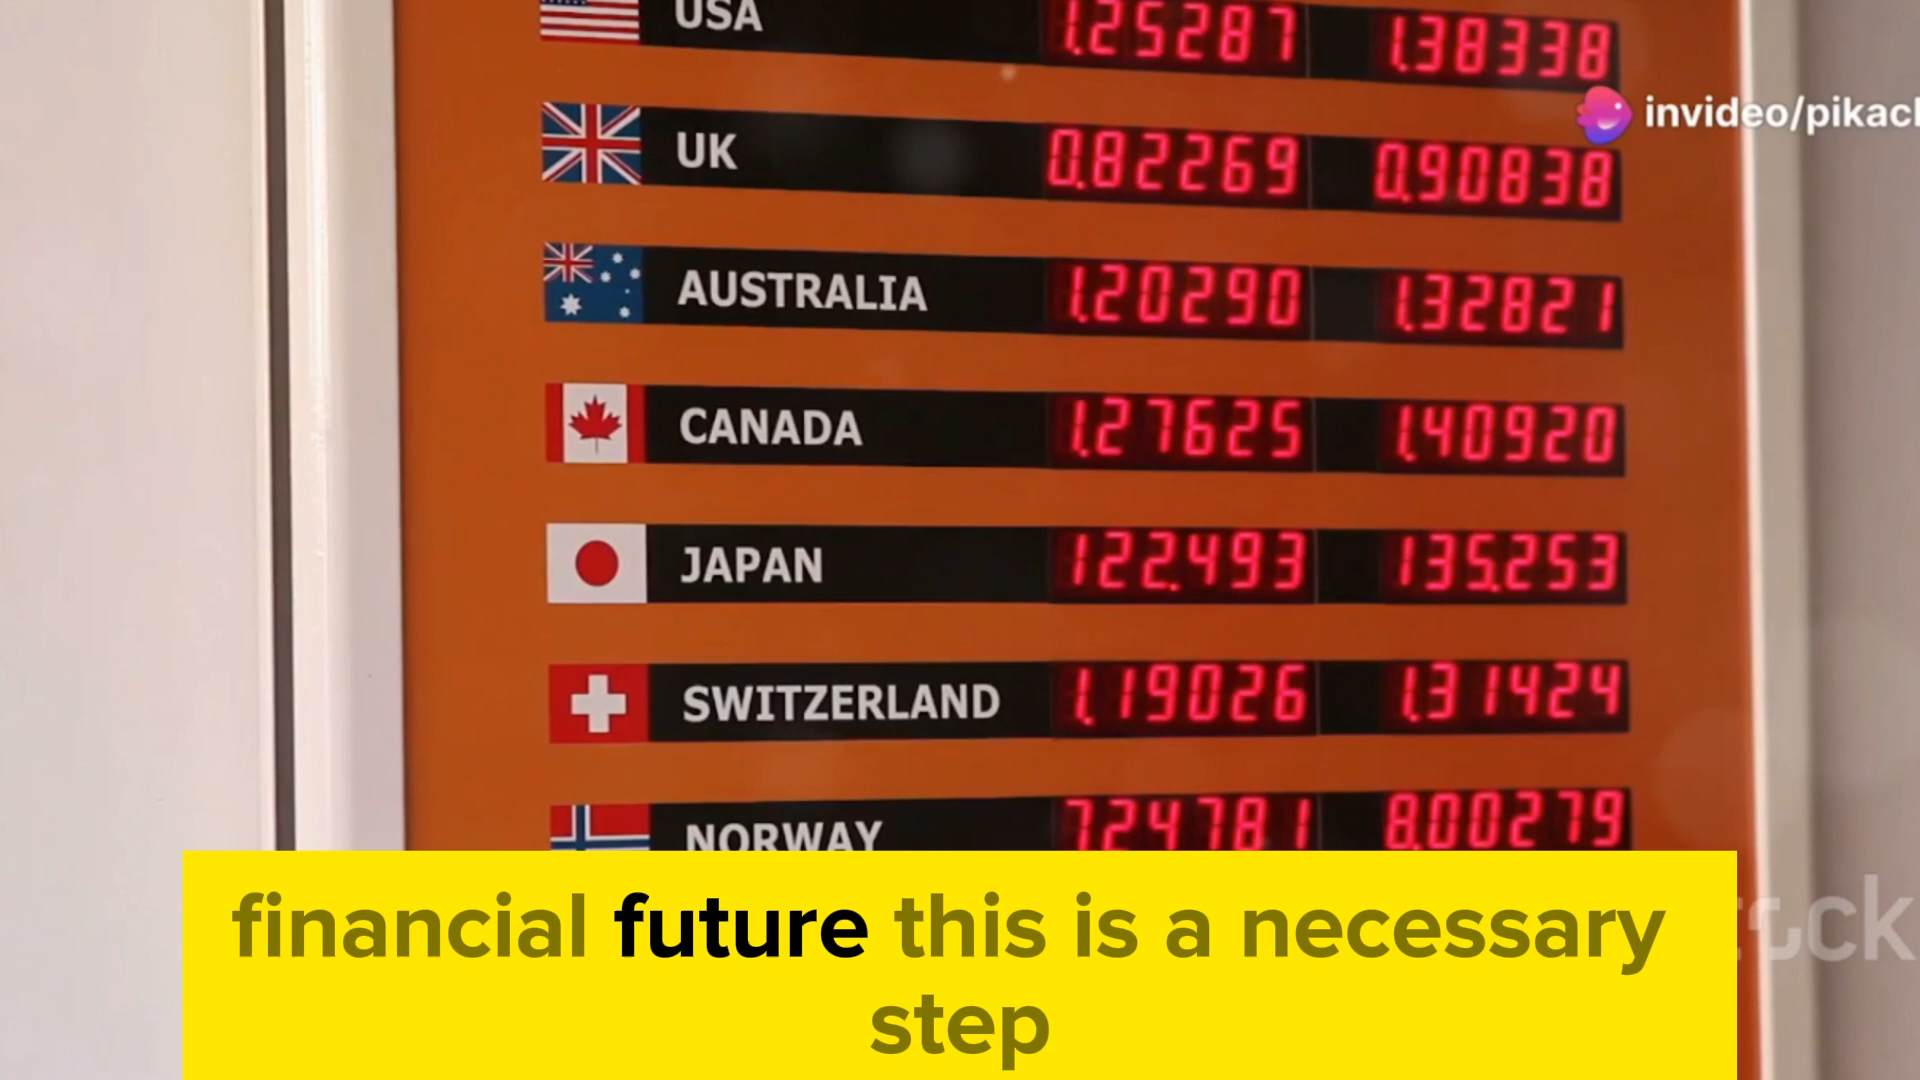 USA 1.25287 1.38338
invideo/pikac
UK 0.82269 0.90838
AUSTRALIA 1.20290 1.32821
CANADA 1.27625 1.40920
JAPAN 122.493 135.253
SWITZERLAND 1.19026 1.31424
NORWAY 7.24781 8.00279
financial future this is a necessary
step
ock